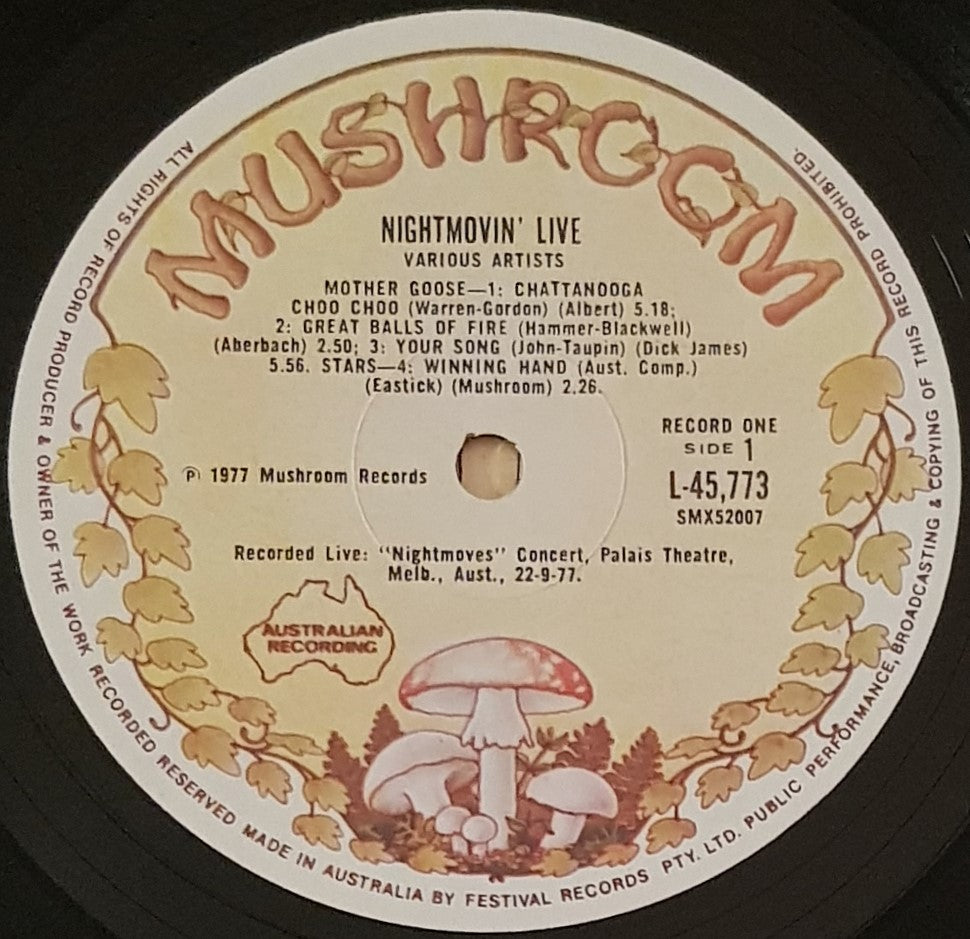 MUSHROOM
NIGHTMOVIN' LIVE
VARIOUS ARTISTS
MOTHER GOOSE—1: CHATTANOOGA
CHOO CHOO (Warren-Gordon) (Albert) 5.18;
2: GREAT BALLS OF FIRE (Hammer-Blackwell)
(Aberbach) 2.50; 3: YOUR SONG (John-Taupin) (Dick James)
5.56. STARS—4: WINNING HAND (Aust. Comp.)
(Eastick) (Mushroom) 2.26.
RECORD ONE
SIDE 1
L-45,773
SMX52007
℗ 1977 Mushroom Records
Recorded Live: "Nightmoves" Concert, Palais Theatre,
Melb., Aust., 22-9-77.
AUSTRALIAN
RECORDING
ALL RIGHTS OF RECORD PRODUCER & OWNER OF THE WORK RECORDED RESERVED MADE IN AUSTRALIA BY FESTIVAL RECORDS PTY. LTD. PUBLIC PERFORMANCE, BROADCASTING & COPYING OF THIS RECORD PROHIBITED.